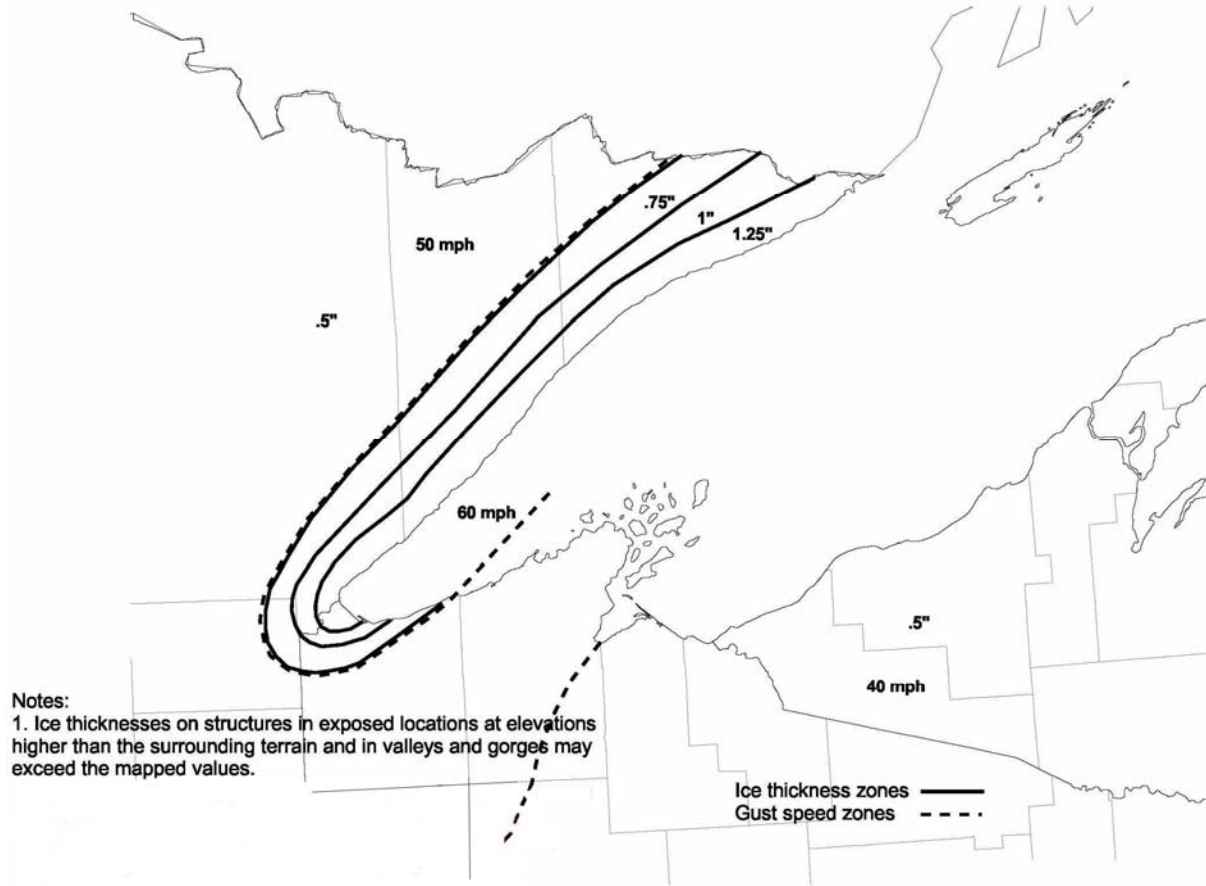 .75"
1"
50 mph
1.25"
.5"
60 mph
.5"
40 mph
Notes:
1. Ice thicknesses on structures in exposed locations at elevations
higher than the surrounding terrain and in valleys and gorges may
exceed the mapped values.
Ice thickness zones
Gust speed zones